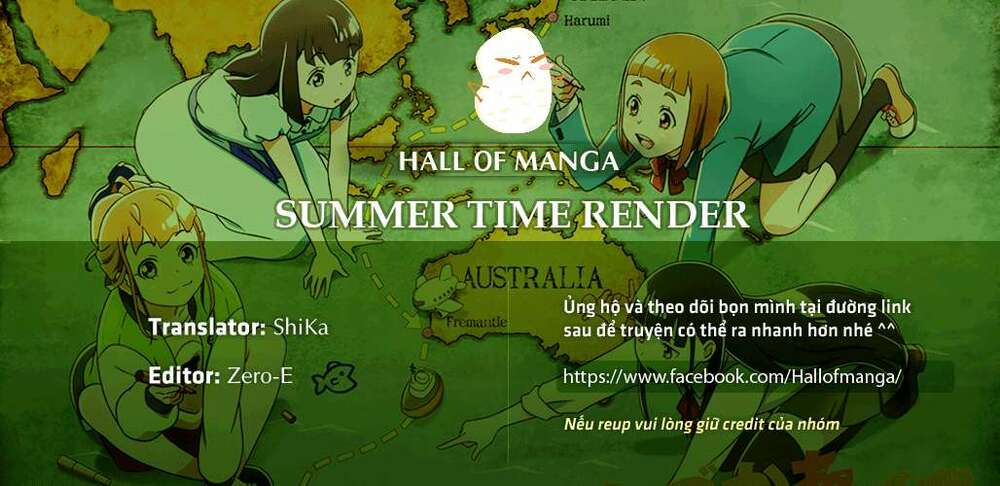 Harumi
HALL OF MANGA
SUMMER TIME RENDER
AUSTRALIA
Fremantle
Translator: ShiKa
Editor: Zero-E
Ủng hộ và theo dõi bọn mình tại đường link
sau để truyện có thể ra nhanh hơn nhé ^^
https://www.facebook.com/Hallofmanga/
Nếu reup vui lòng giữ credit của nhóm